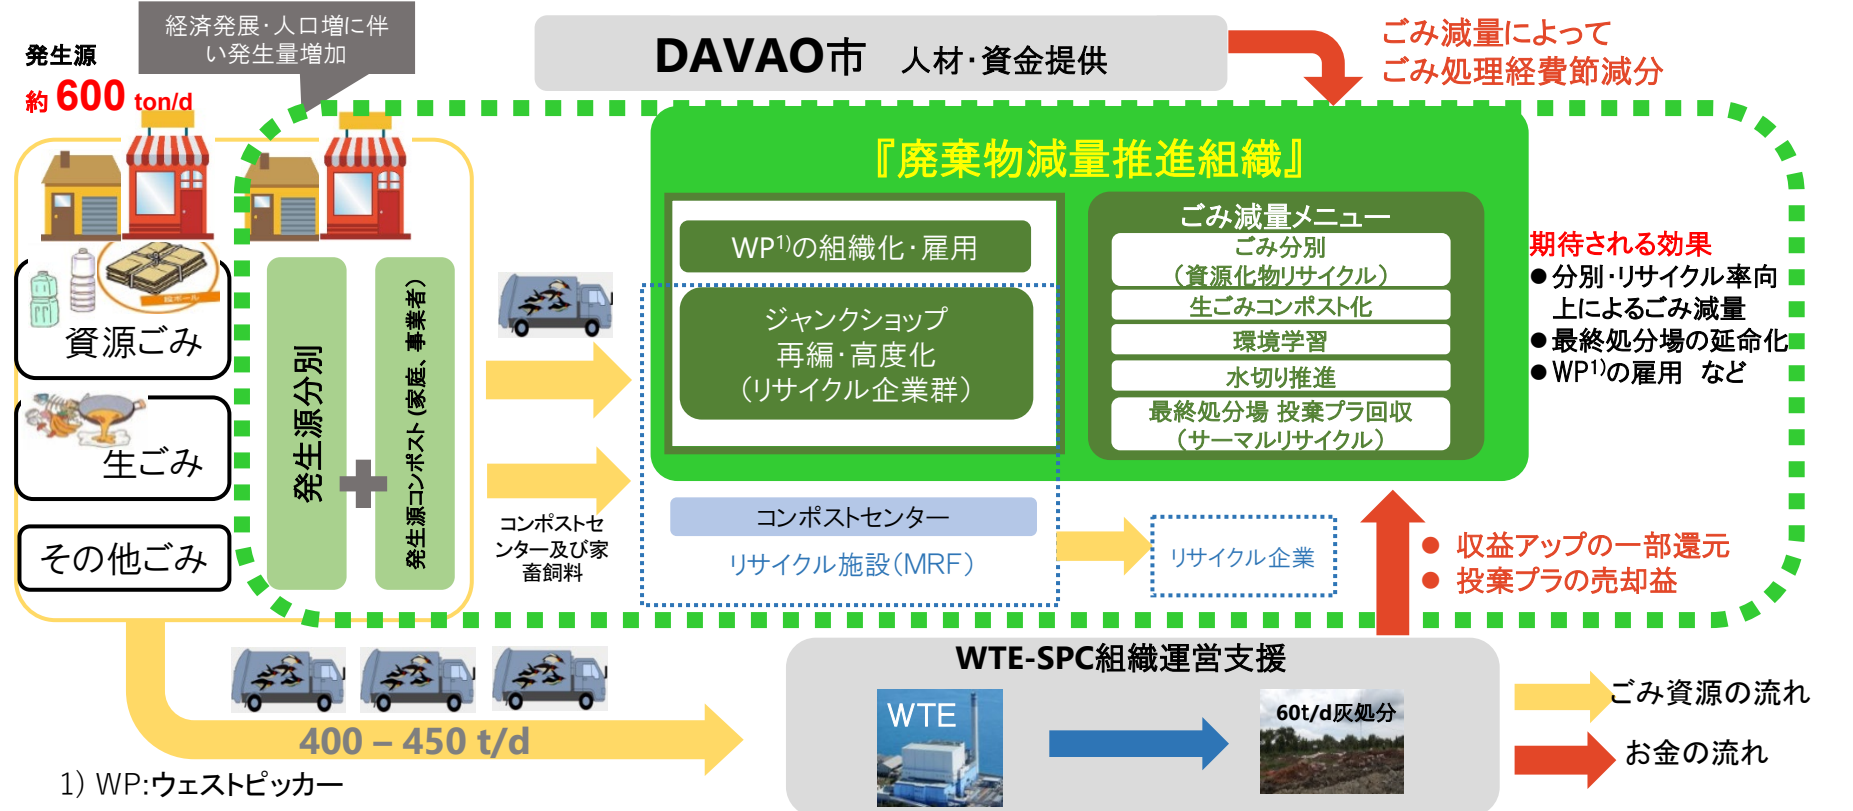 経済発展・人口増に伴
い発生量増加
発生源
約 600 ton/d
DAVAO市 人材・資金提供
ごみ減量によって
ごみ処理経費節減分
『廃棄物減量推進組織』
WP1)の組織化・雇用
ジャンクショップ
再編・高度化
(リサイクル企業群)
ごみ減量メニュー
ごみ分別
(資源化物リサイクル)
生ごみコンポスト化
環境学習
水切り推進
最終処分場 投棄プラ回収
(サーマルリサイクル)
期待される効果
●分別・リサイクル率向
上によるごみ減量
●最終処分場の延命化
●WP1)の雇用 など
段ボール
資源ごみ
生ごみ
その他ごみ
発生源分別
発生源コンポスト (家庭、事業者)
コンポストセ
ンター及び家
畜飼料
コンポストセンター
リサイクル施設(MRF)
リサイクル企業
● 収益アップの一部還元
● 投棄プラの売却益
WTE-SPC組織運営支援
WTE
60t/d灰処分
400 – 450 t/d
ごみ資源の流れ
お金の流れ
1) WP:ウェストピッカー